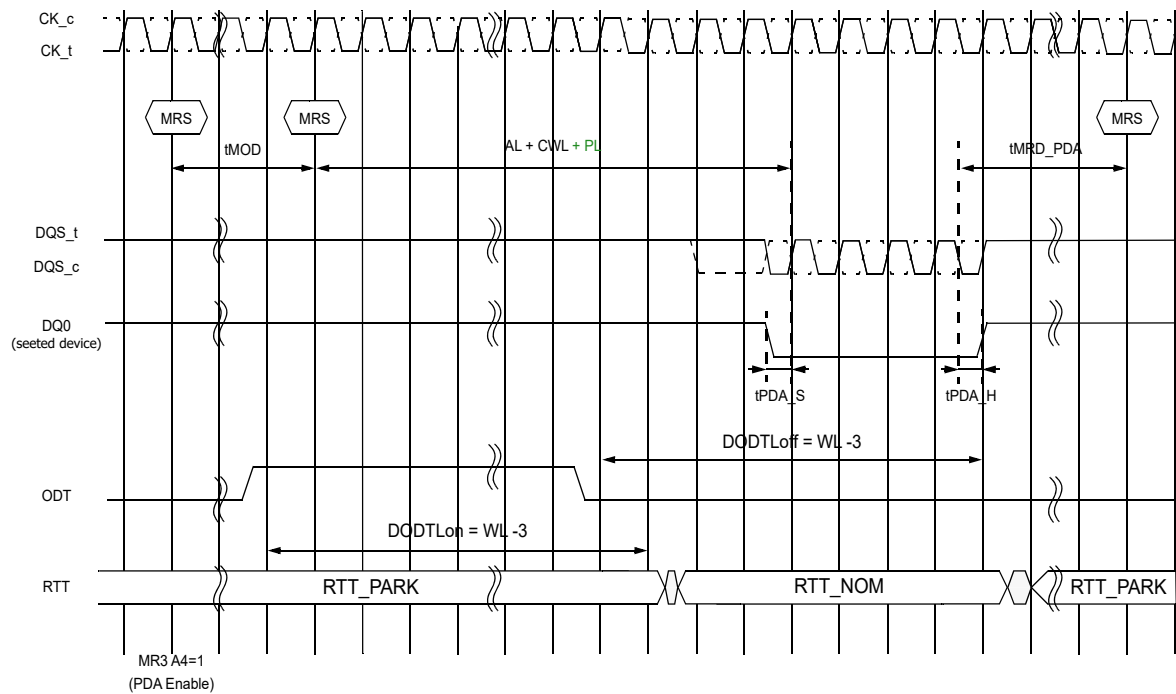 CK_c
CK_t
MRS
MRS
MRS
tMOD
AL + CWL + PL
tMRD_PDA
DQS_t
DQS_c
DQ0
(seeted device)
tPDA_S
tPDA_H
DODTLoff = WL -3
ODT
DODTLon = WL -3
RTT
RTT_PARK
RTT_NOM
RTT_PARK
MR3 A4=1
(PDA Enable)